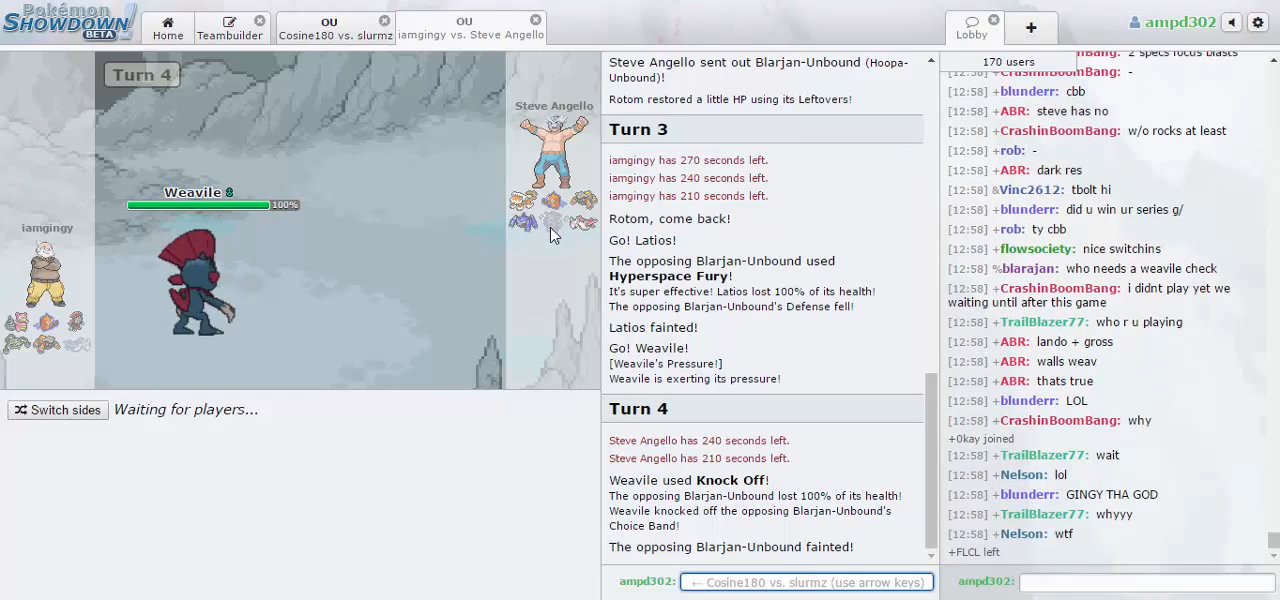 Pokémon
SHOWDOWN!
BETA
Home
Teambuilder
OU
Cosine180 vs. slurmz
OU
iamgingy vs. Steve Angello
Lobby
+
ampd302
Turn 4
Steve Angello
Weavile
100%
iamgingy
Switch sides
Waiting for players...
Steve Angello sent out Blarjan-Unbound (Hoopa-
Unbound)!
Rotom restored a little HP using its Leftovers!
Turn 3
iamgingy has 270 seconds left.
iamgingy has 240 seconds left.
iamgingy has 210 seconds left.
Rotom, come back!
Go! Latios!
The opposing Blarjan-Unbound used
Hyperspace Fury!
It's super effective! Latios lost 100% of its health!
The opposing Blarjan-Unbound's Defense fell!
Latios fainted!
Go! Weavile!
[Weavile's Pressure!]
Weavile is exerting its pressure!
Turn 4
Steve Angello has 240 seconds left.
Steve Angello has 210 seconds left.
Weavile used Knock Off!
The opposing Blarjan-Unbound lost 100% of its health!
Weavile knocked off the opposing Blarjan-Unbound's
Choice Band!
The opposing Blarjan-Unbound fainted!
ampd302: ← Cosine180 vs. slurmz (use arrow keys)
170 users
BoomBang: 2 specs focus blasts
[12:58] +CrashinBoomBang: -
[12:58] +blunderr: cbb
[12:58] +ABR: steve has no
[12:58] +CrashinBoomBang: w/o rocks at least
[12:58] +rob: -
[12:58] +ABR: dark res
[12:58] &Vinc2612: tbolt hi
[12:58] +blunderr: did u win ur series g/
[12:58] +rob: ty cbb
[12:58] +flowsociety: nice switchins
[12:58] %blarajan: who needs a weavile check
[12:58] +CrashinBoomBang: i didnt play yet we
waiting until after this game
[12:58] +TrailBlazer77: who r u playing
[12:58] +ABR: lando + gross
[12:58] +ABR: walls weav
[12:58] +ABR: thats true
[12:58] +blunderr: LOL
[12:58] +CrashinBoomBang: why
+0kay joined
[12:58] +TrailBlazer77: wait
[12:58] +Nelson: lol
[12:58] +blunderr: GINGY THA GOD
[12:58] +TrailBlazer77: whyyy
[12:58] +Nelson: wtf
+FLCL left
ampd302: